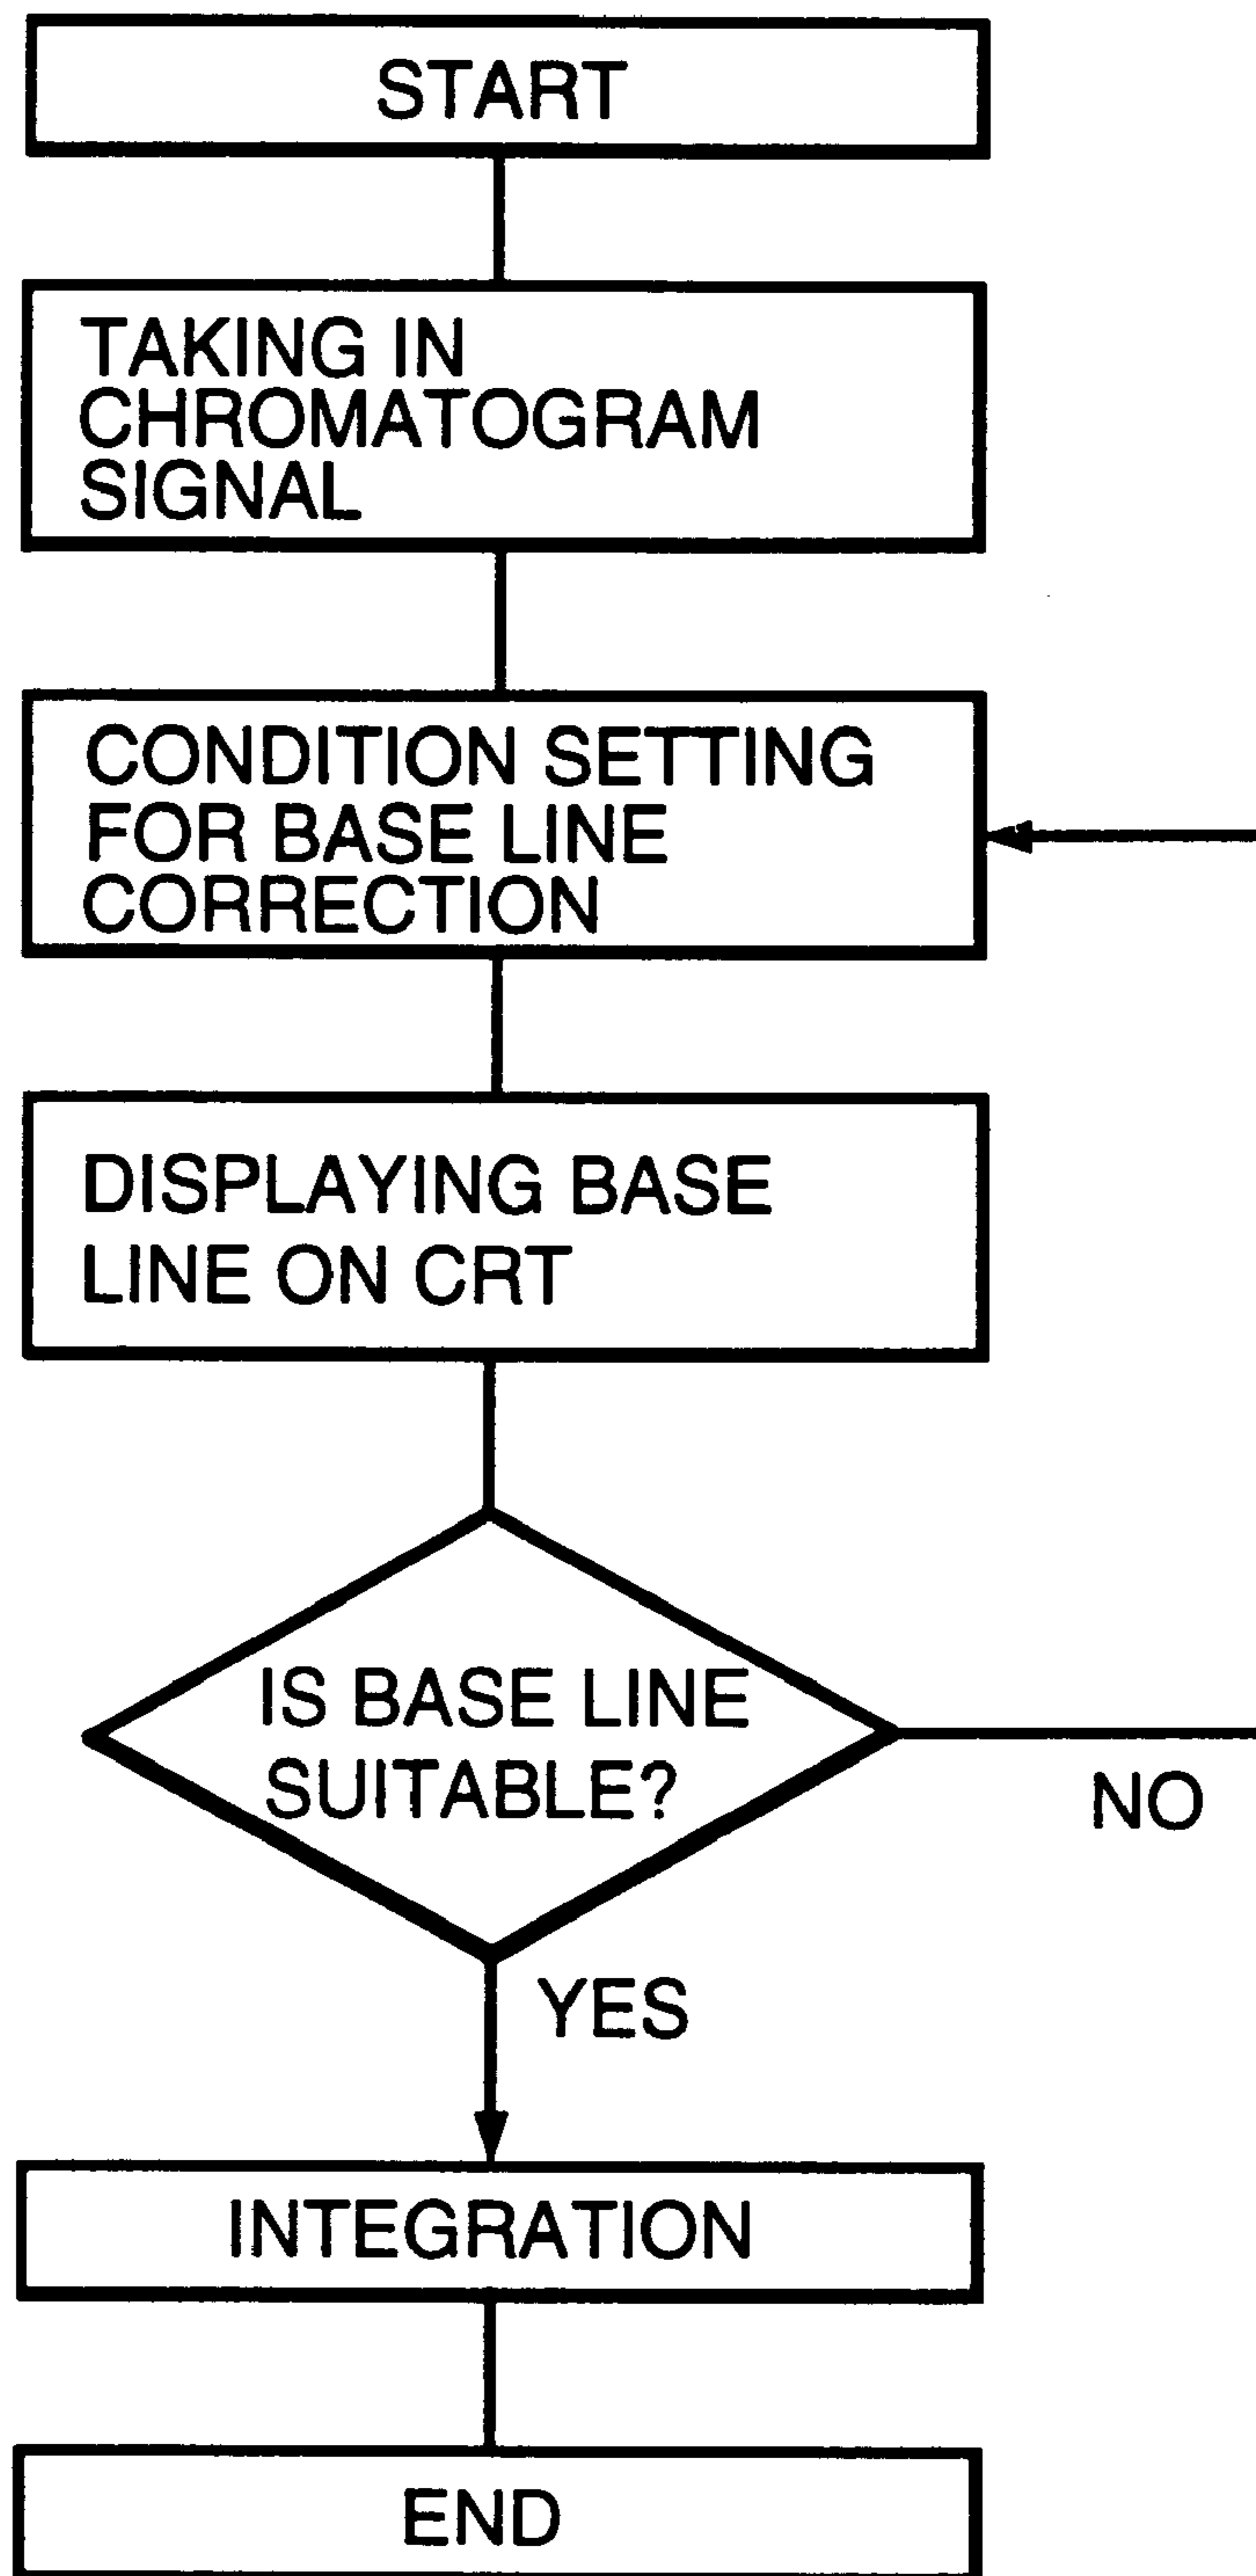 START
TAKING IN
CHROMATOGRAM
SIGNAL
CONDITION SETTING
FOR BASE LINE
CORRECTION
DISPLAYING BASE
LINE ON CRT
IS BASE LINE
SUITABLE?
NO
YES
INTEGRATION
END